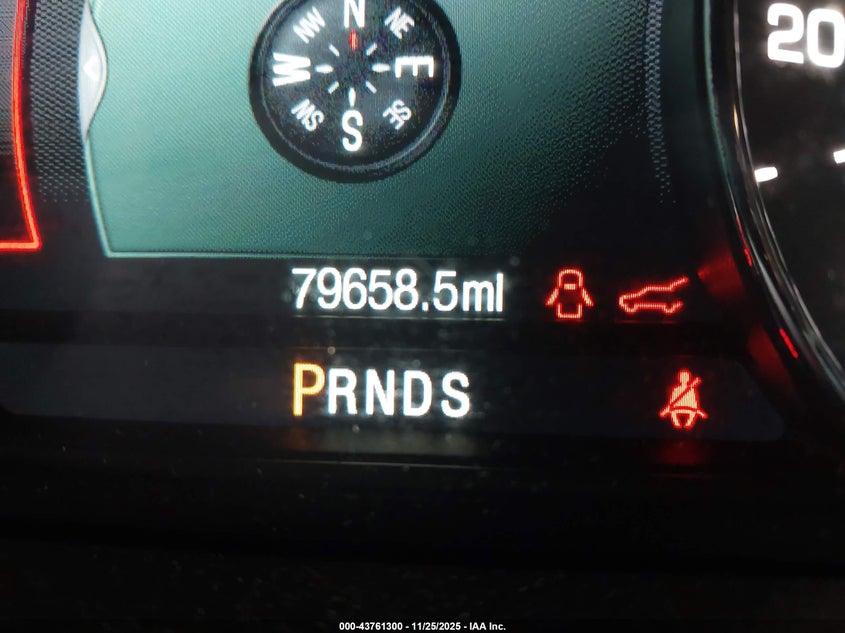 N
NW NE
W E
SW SE
S
20
79658.5ml
PRNDS
000-43761300 - 11/25/2025 - IAA Inc.